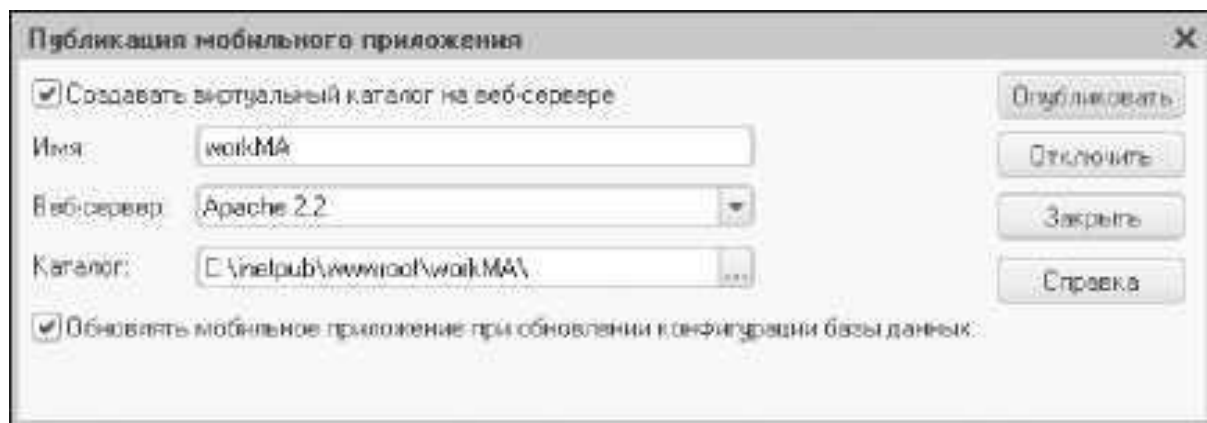 Публикация мобильного приложения
Создавать виртуальный каталог на веб-сервере
Опубликовать
Имя: workMA
Отключить
Веб-сервер: Apache 2.2
Закрыть
Каталог: C:\inetpub\wwwroot\workMA\ ...
Справка
Обновлять мобильное приложение при обновлении конфигурации базы данных